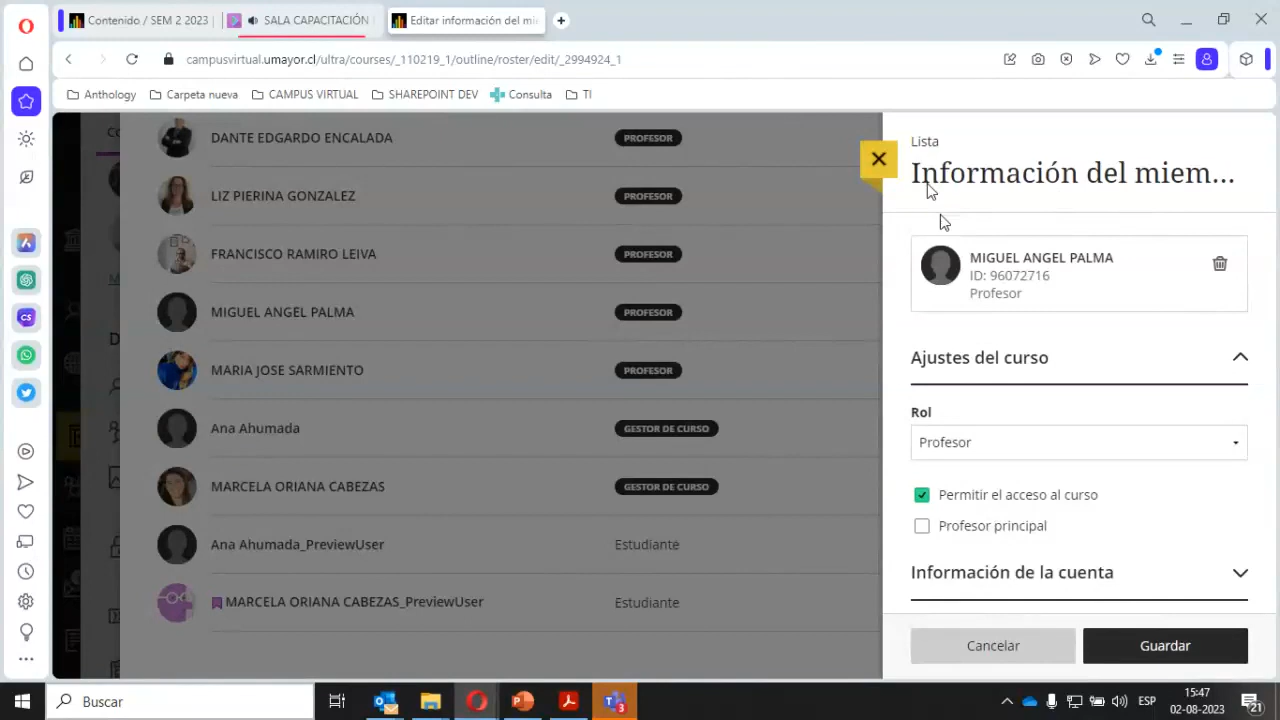 Contenido / SEM 2 2023
SALA CAPACITACIÓN
Editar información del mi
campusvirtual.umayor.cl/ultra/courses/_110219_1/outline/roster/edit/_2994924_1
Anthology
Carpeta nueva
CAMPUS VIRTUAL
SHAREPOINT DEV
Consulta
TI
DANTE EDGARDO ENCALADA
PROFESOR
LIZ PIERINA GONZALEZ
PROFESOR
FRANCISCO RAMIRO LEIVA
PROFESOR
MIGUEL ANGEL PALMA
PROFESOR
MARIA JOSE SARMIENTO
PROFESOR
Ana Ahumada
GESTOR DE CURSO
MARCELA ORIANA CABEZAS
GESTOR DE CURSO
Ana Ahumada_PreviewUser
Estudiante
MARCELA ORIANA CABEZAS_PreviewUser
Estudiante
Lista
Información del miem...
MIGUEL ANGEL PALMA
ID: 96072716
Profesor
Ajustes del curso
Rol
Profesor
Permitir el acceso al curso
Profesor principal
Información de la cuenta
Cancelar
Guardar
Buscar
ESP
15:47
02-08-2023
21